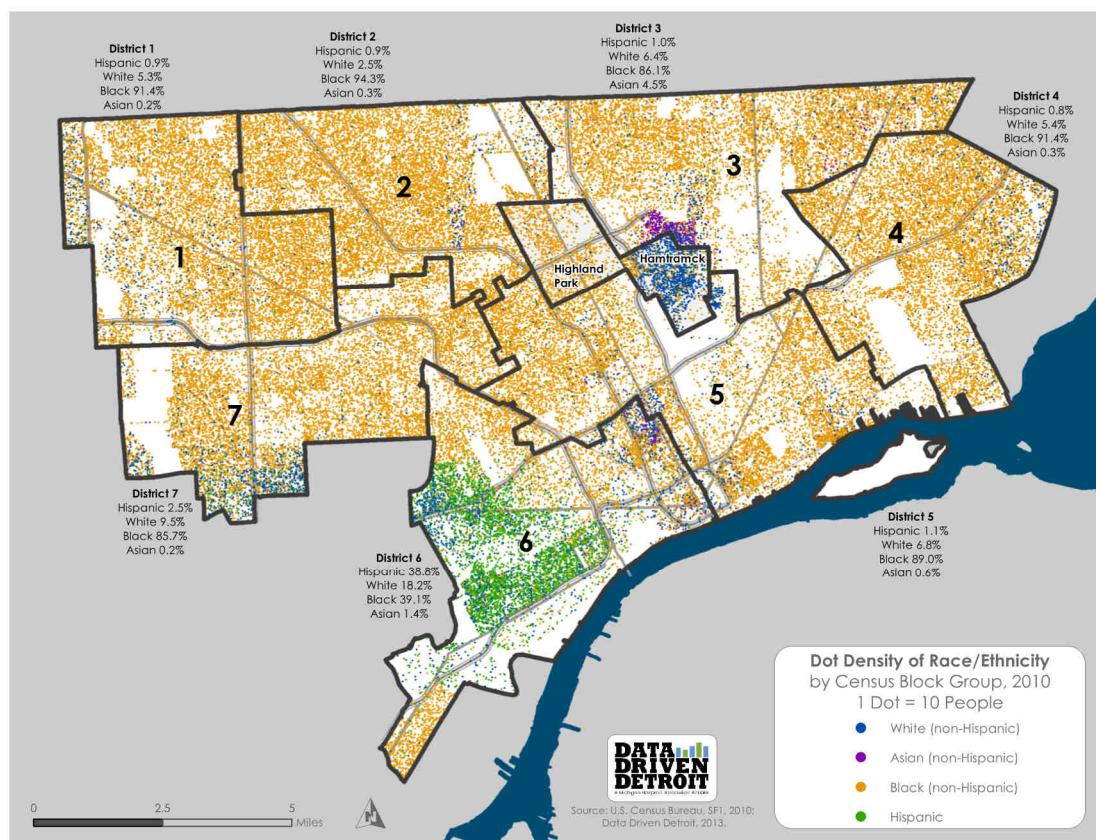 District 1
Hispanic 0.9%
White 5.3%
Black 91.4%
Asian 0.2%
District 2
Hispanic 0.9%
White 2.5%
Black 94.3%
Asian 0.3%
District 3
Hispanic 1.0%
White 6.4%
Black 86.1%
Asian 4.5%
District 4
Hispanic 0.8%
White 5.4%
Black 91.4%
Asian 0.3%
1
2
3
4
Highland
Park
Hamtramck
7
5
6
District 7
Hispanic 2.5%
White 9.5%
Black 85.7%
Asian 0.2%
District 6
Hispanic 38.8%
White 18.2%
Black 39.1%
Asian 1.4%
District 5
Hispanic 1.1%
White 6.8%
Black 89.0%
Asian 0.6%
Dot Density of Race/Ethnicity
by Census Block Group, 2010
1 Dot = 10 People
White (non-Hispanic)
Asian (non-Hispanic)
Black (non-Hispanic)
Hispanic
DATA
DRIVEN
DETROIT
Source: U.S. Census Bureau, SF1, 2010;
Data Driven Detroit, 2013.
0 2.5 5
Miles